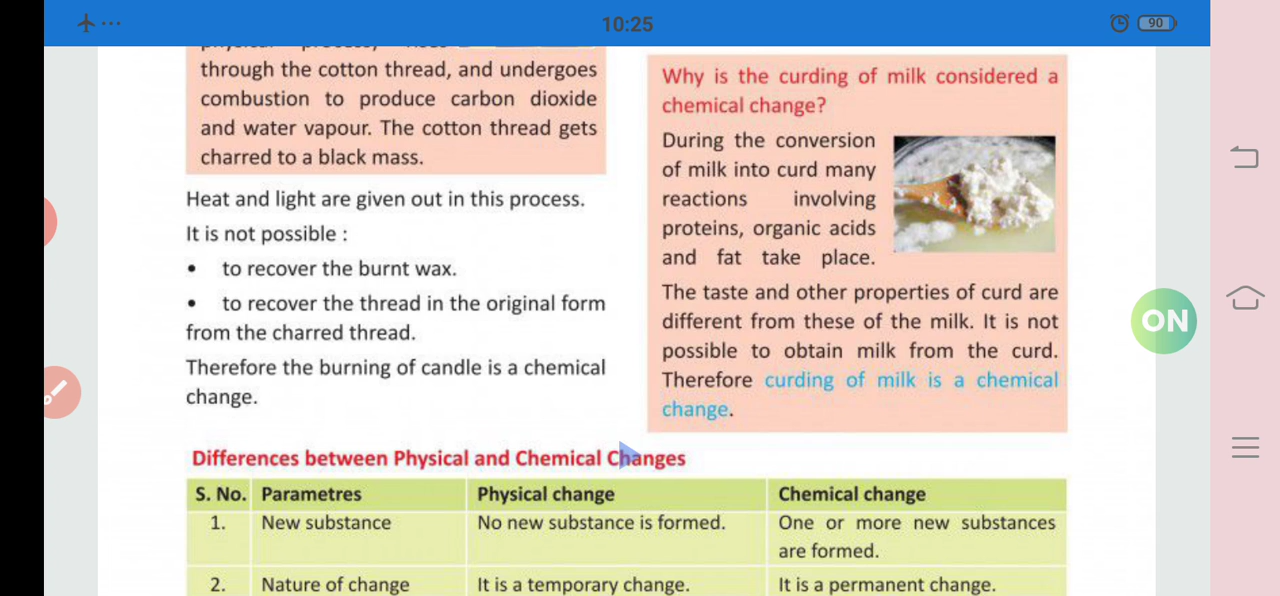 10:25
90
through the cotton thread, and undergoes
combustion to produce carbon dioxide
and water vapour. The cotton thread gets
charred to a black mass.
Heat and light are given out in this process.
It is not possible :
• to recover the burnt wax.
• to recover the thread in the original form
from the charred thread.
Therefore the burning of candle is a chemical
change.
Why is the curding of milk considered a
chemical change?
During the conversion
of milk into curd many
reactions involving
proteins, organic acids
and fat take place.
The taste and other properties of curd are
different from these of the milk. It is not
possible to obtain milk from the curd.
Therefore curding of milk is a chemical
change.
ON
Differences between Physical and Chemical Changes
S. No. Parametres Physical change Chemical change
1. New substance No new substance is formed. One or more new substances
are formed.
2. Nature of change It is a temporary change. It is a permanent change.